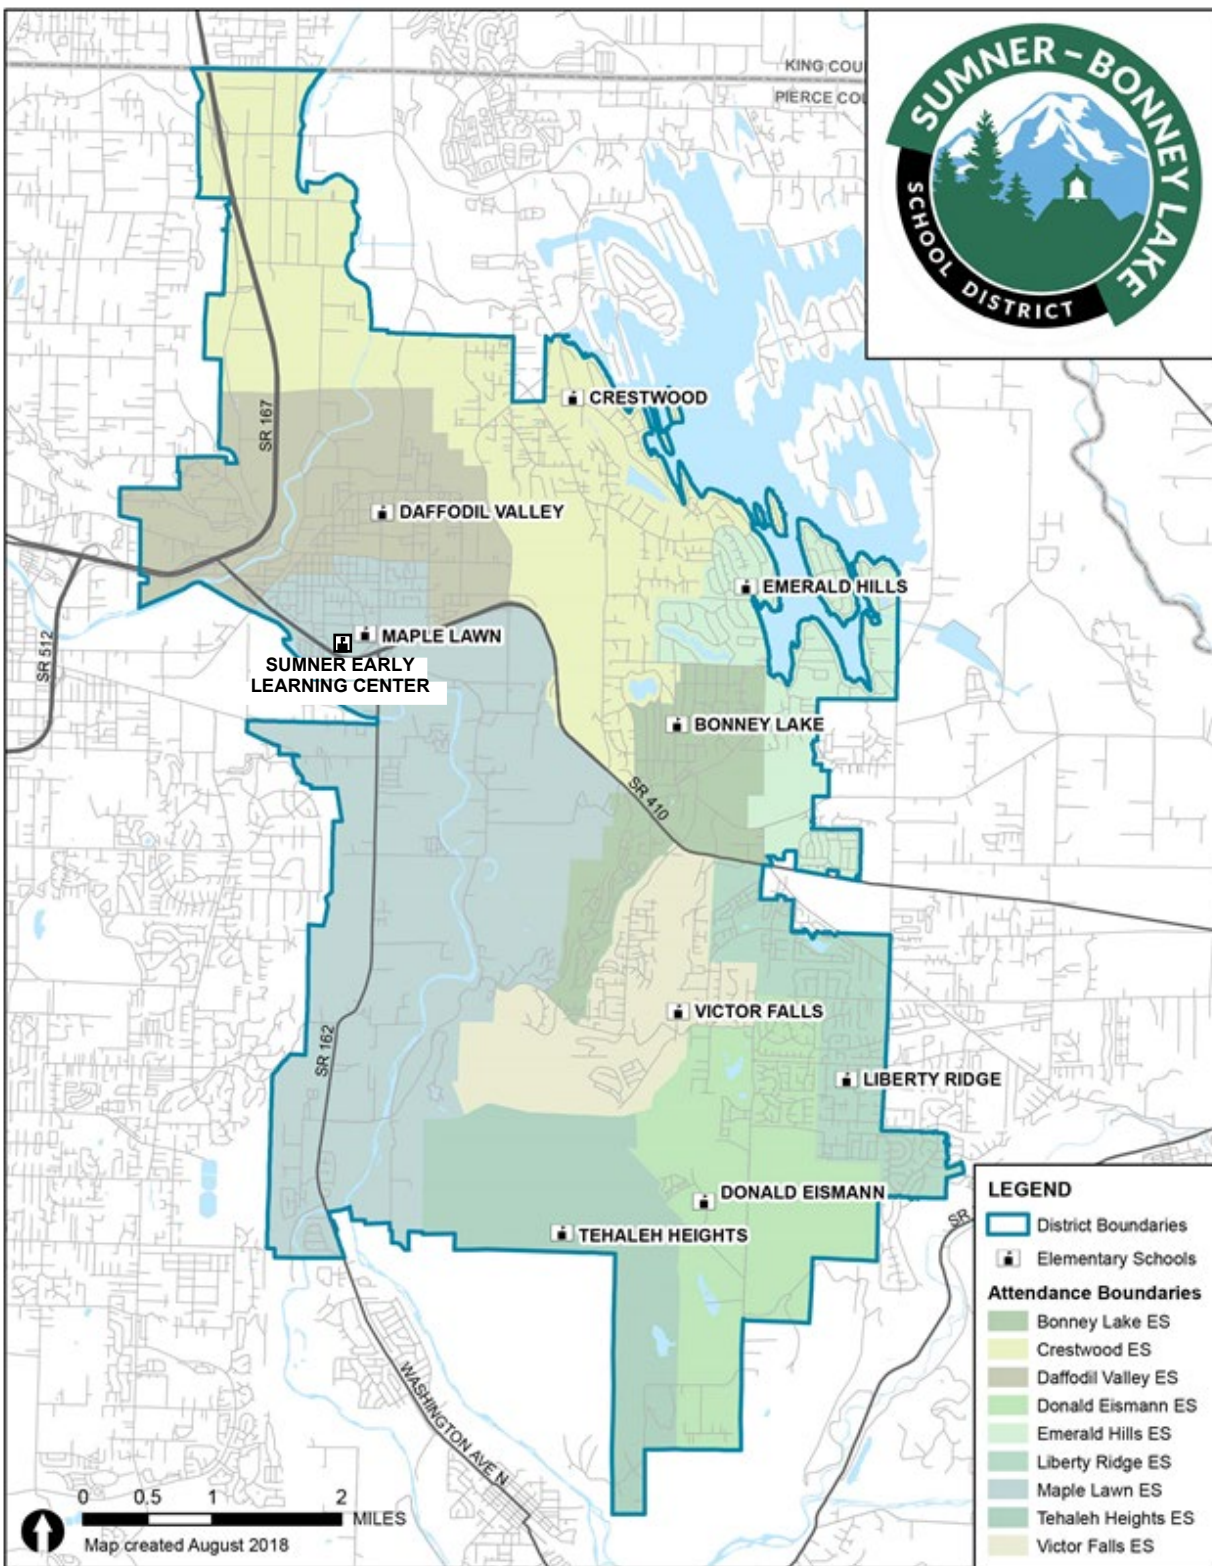 KING COU
PIERCE COU
SUMNER – BONNEY LAKE
SCHOOL DISTRICT
CRESTWOOD
SR 167
DAFFODIL VALLEY
EMERALD HILLS
SR 512
MAPLE LAWN
SUMNER EARLY
LEARNING CENTER
BONNEY LAKE
SR 410
VICTOR FALLS
SR 162
LIBERTY RIDGE
DONALD EISMANN
TEHALEH HEIGHTS
SR
WASHINGTON AVE N
LEGEND
District Boundaries
Elementary Schools
Attendance Boundaries
Bonney Lake ES
Crestwood ES
Daffodil Valley ES
Donald Eismann ES
Emerald Hills ES
Liberty Ridge ES
Maple Lawn ES
Tehaleh Heights ES
Victor Falls ES
0 0.5 1 2
MILES
Map created August 2018